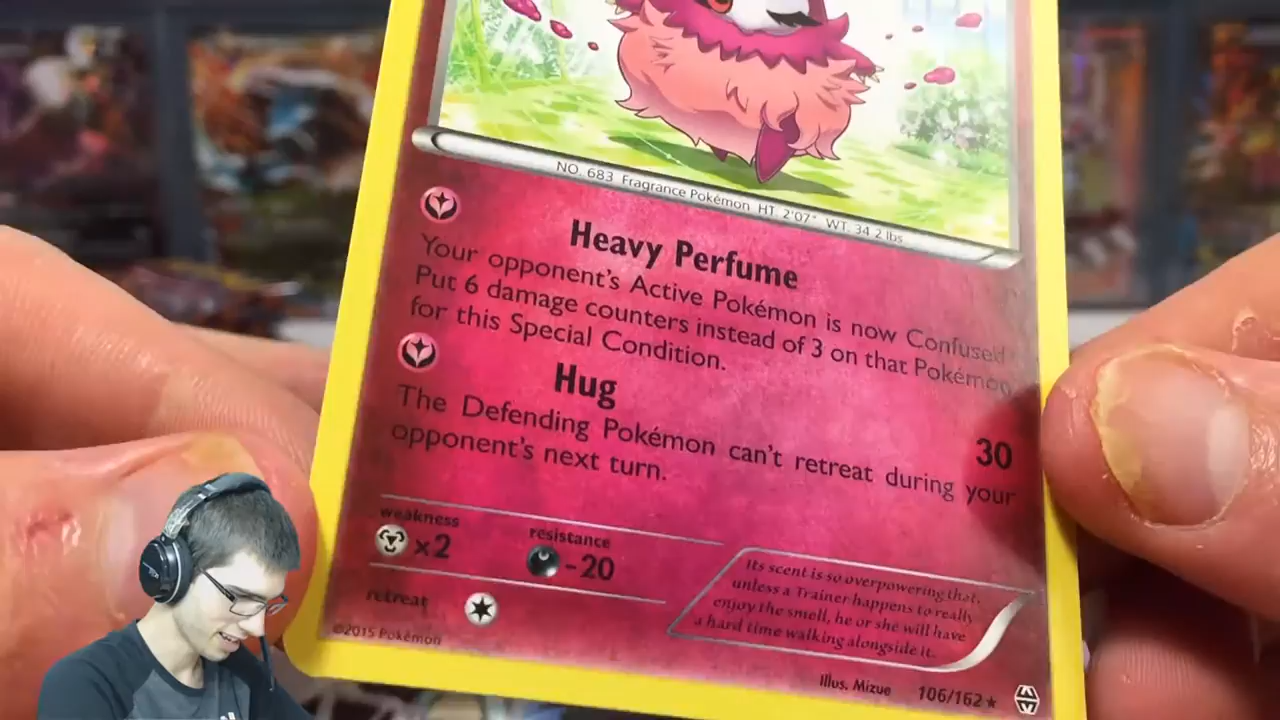 NO. 683 Fragrance Pokémon HT. 2'07" WT. 34.2 lbs.
Heavy Perfume
Your opponent's Active Pokémon is now Confused.
Put 6 damage counters instead of 3 on that Pokémon
for this Special Condition.
Hug 30
The Defending Pokémon can't retreat during your
opponent's next turn.
weakness
×2
resistance
-20
retreat
Its scent is so overpowering that,
unless a Trainer happens to really
enjoy the smell, he or she will have
a hard time walking alongside it.
©2015 Pokémon
Illus. Mizue 106/162 ★